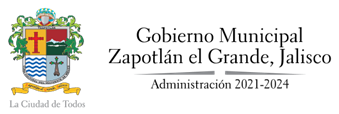 Gobierno Municipal
Zapotlán el Grande, Jalisco
Administración 2021-2024
La Ciudad de Todos